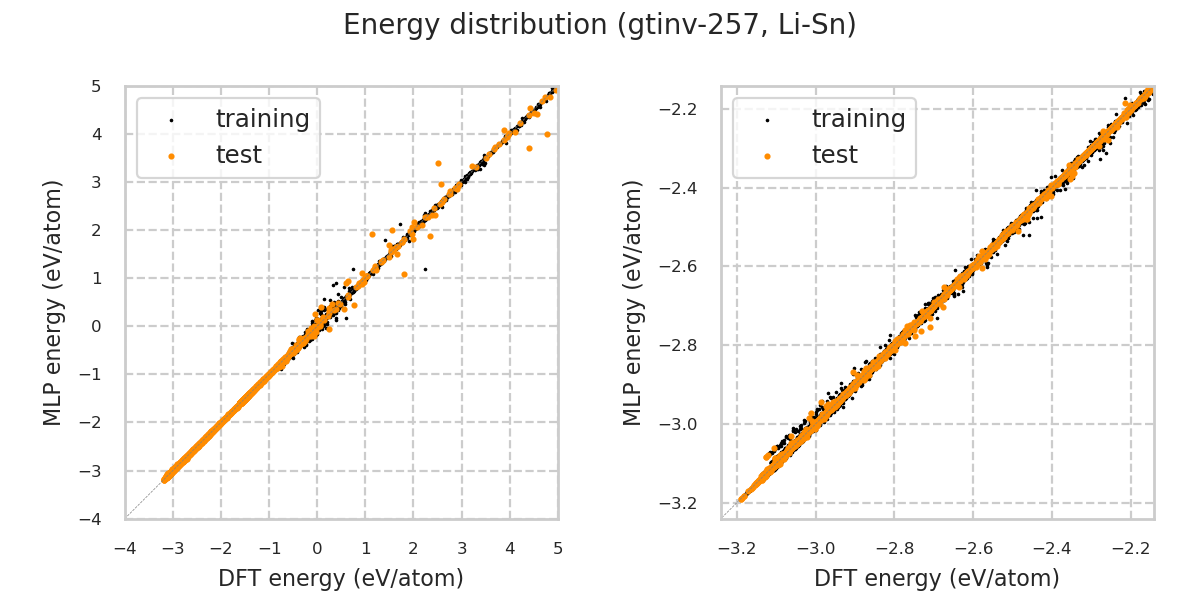 Energy distribution (gtinv-257, Li-Sn)
MLP energy (eV/atom)
5
4
3
2
1
0
−1
−2
−3
−4
training
test
−4 −3 −2 −1 0 1 2 3 4 5
DFT energy (eV/atom)
MLP energy (eV/atom)
−2.2
−2.4
−2.6
−2.8
−3.0
−3.2
training
test
−3.2 −3.0 −2.8 −2.6 −2.4 −2.2
DFT energy (eV/atom)